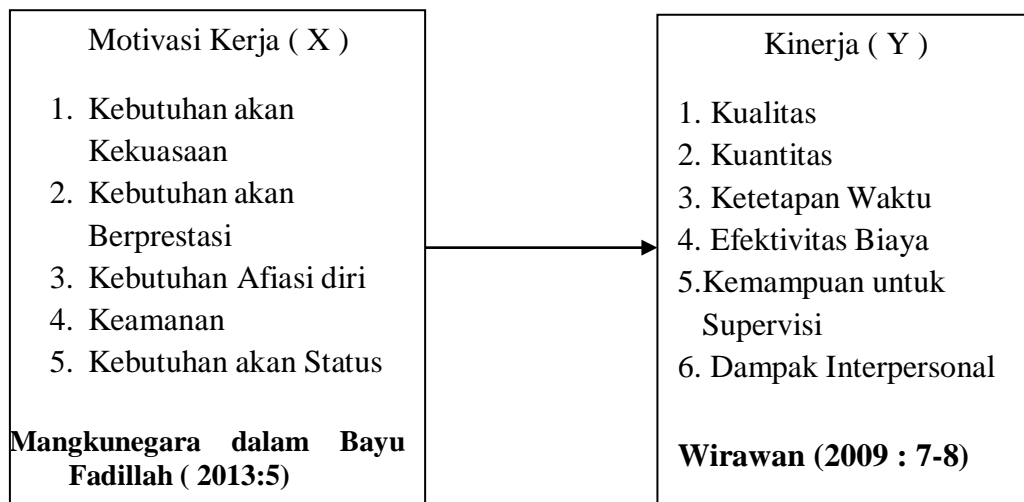 Motivasi Kerja ( X )
1. Kebutuhan akan
Kekuasaan
2. Kebutuhan akan
Berprestasi
3. Kebutuhan Afiasi diri
4. Keamanan
5. Kebutuhan akan Status
Mangkunegara dalam Bayu
Fadillah ( 2013:5)
Kinerja ( Y )
1. Kualitas
2. Kuantitas
3. Ketetapan Waktu
4. Efektivitas Biaya
5.Kemampuan untuk
Supervisi
6. Dampak Interpersonal
Wirawan (2009 : 7-8)